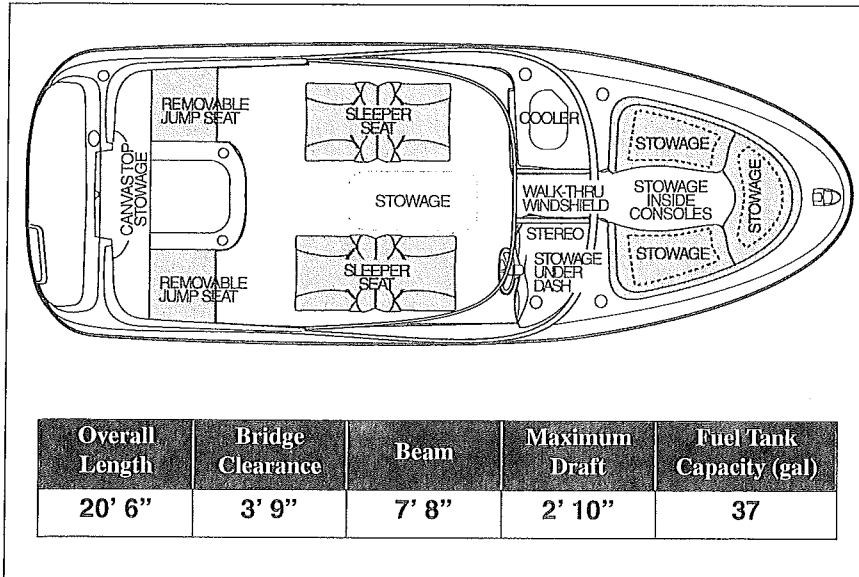 REMOVABLE
JUMP SEAT
SLEEPER
SEAT
COOLER
STOWAGE
CANVAS TOP
STOWAGE
STOWAGE
WALK-THRU
WINDSHIELD
STOWAGE
INSIDE
CONSOLES
STOWAGE
STEREO
STOWAGE
UNDER
DASH
STOWAGE
REMOVABLE
JUMP SEAT
SLEEPER
SEAT
Overall
Length
Bridge
Clearance
Beam
Maximum
Draft
Fuel Tank
Capacity (gal)
20' 6” 3' 9” 7' 8” 2' 10” 37